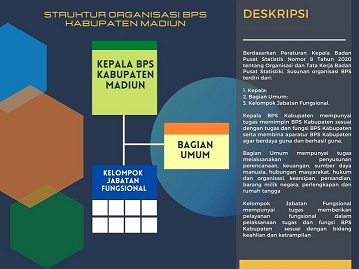 STRUKTUR ORGANISASI BPS
KABUPATEN MADIUN
KEPALA BPS
KABUPATEN
MADIUN
BAGIAN
UMUM
KELOMPOK
JABATAN
FUNGSIONAL
DESKRIPSI
Berdasarkan Peraturan Kepala Badan
Pusat Statistik Nomor 8 Tahun 2020
tentang Organisasi dan Tata Kerja Badan
Pusat Statistik. Susunan organisasi BPS
terdiri dari:
1. Kepala;
2. Bagian Umum;
3. Kelompok Jabatan Fungsional.
Kepala BPS Kabupaten mempunyai
tugas memimpin BPS Kabupaten sesuai
dengan tugas dan fungsi BPS Kabupaten
serta membina aparatur BPS Kabupaten
agar berdaya guna dan berhasil guna.
Bagian Umum mempunyai tugas
melaksanakan penyusunan
perencanaan, keuangan, sumber daya
manusia, hubungan masyarakat, hukum
dan organisasi, kearsipan, persandian,
barang milik negara, perlengkapan dan
rumah tangga
Kelompok Jabatan Fungsional
mempunyai tugas memberikan
pelayanan fungsional dalam
pelaksanaan tugas dan fungsi BPS
Kabupaten sesuai dengan bidang
keahlian dan ketrampilan